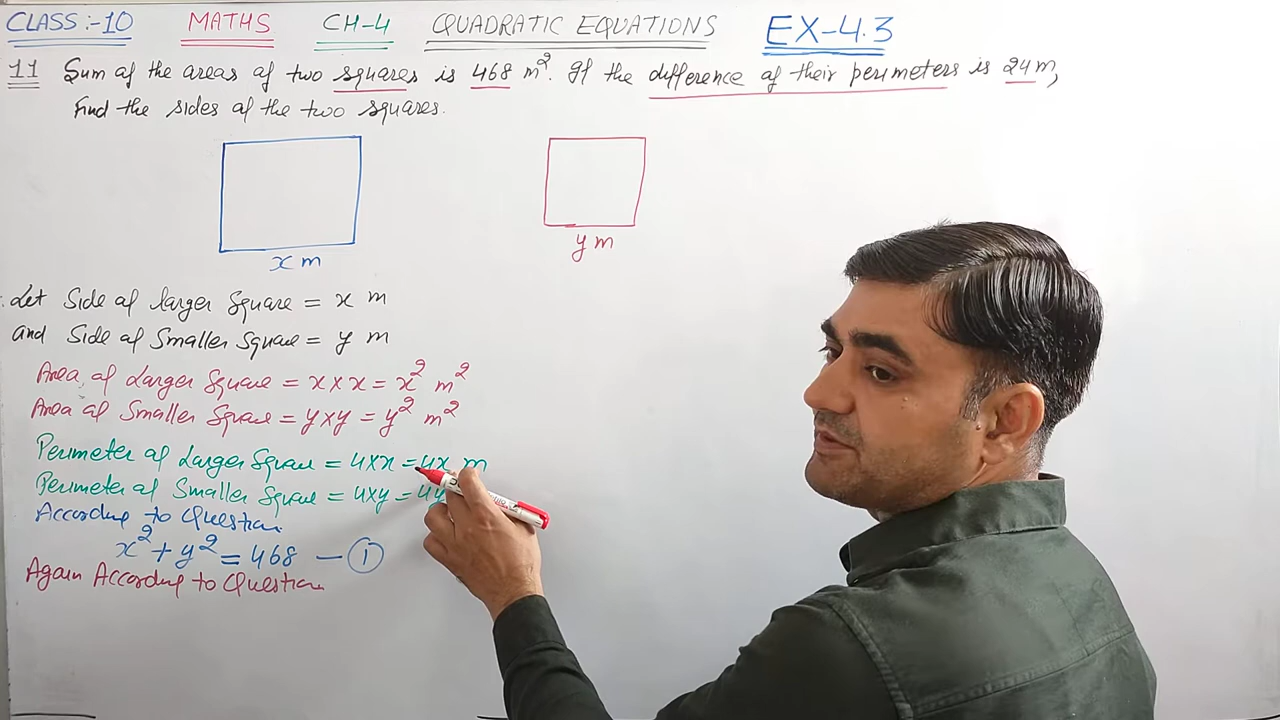 CLASS:-10 MATHS CH-4 QUADRATIC EQUATIONS EX-4.3
11 Sum of the areas of two squares is 468 m². If the difference of their perimeters is 24m,
Find the sides of the two squares.
x m
y m
Let Side of larger Square = x m
and Side of Smaller Square = y m
Area of Larger Square = x × x = x² m²
Area of Smaller Square = y × y = y² m²
Perimeter of Larger Square = 4 × x = 4x m
Perimeter of Smaller Square = 4 × y = 4y
According to Question
x² + y² = 468 — ①
Again According to Question